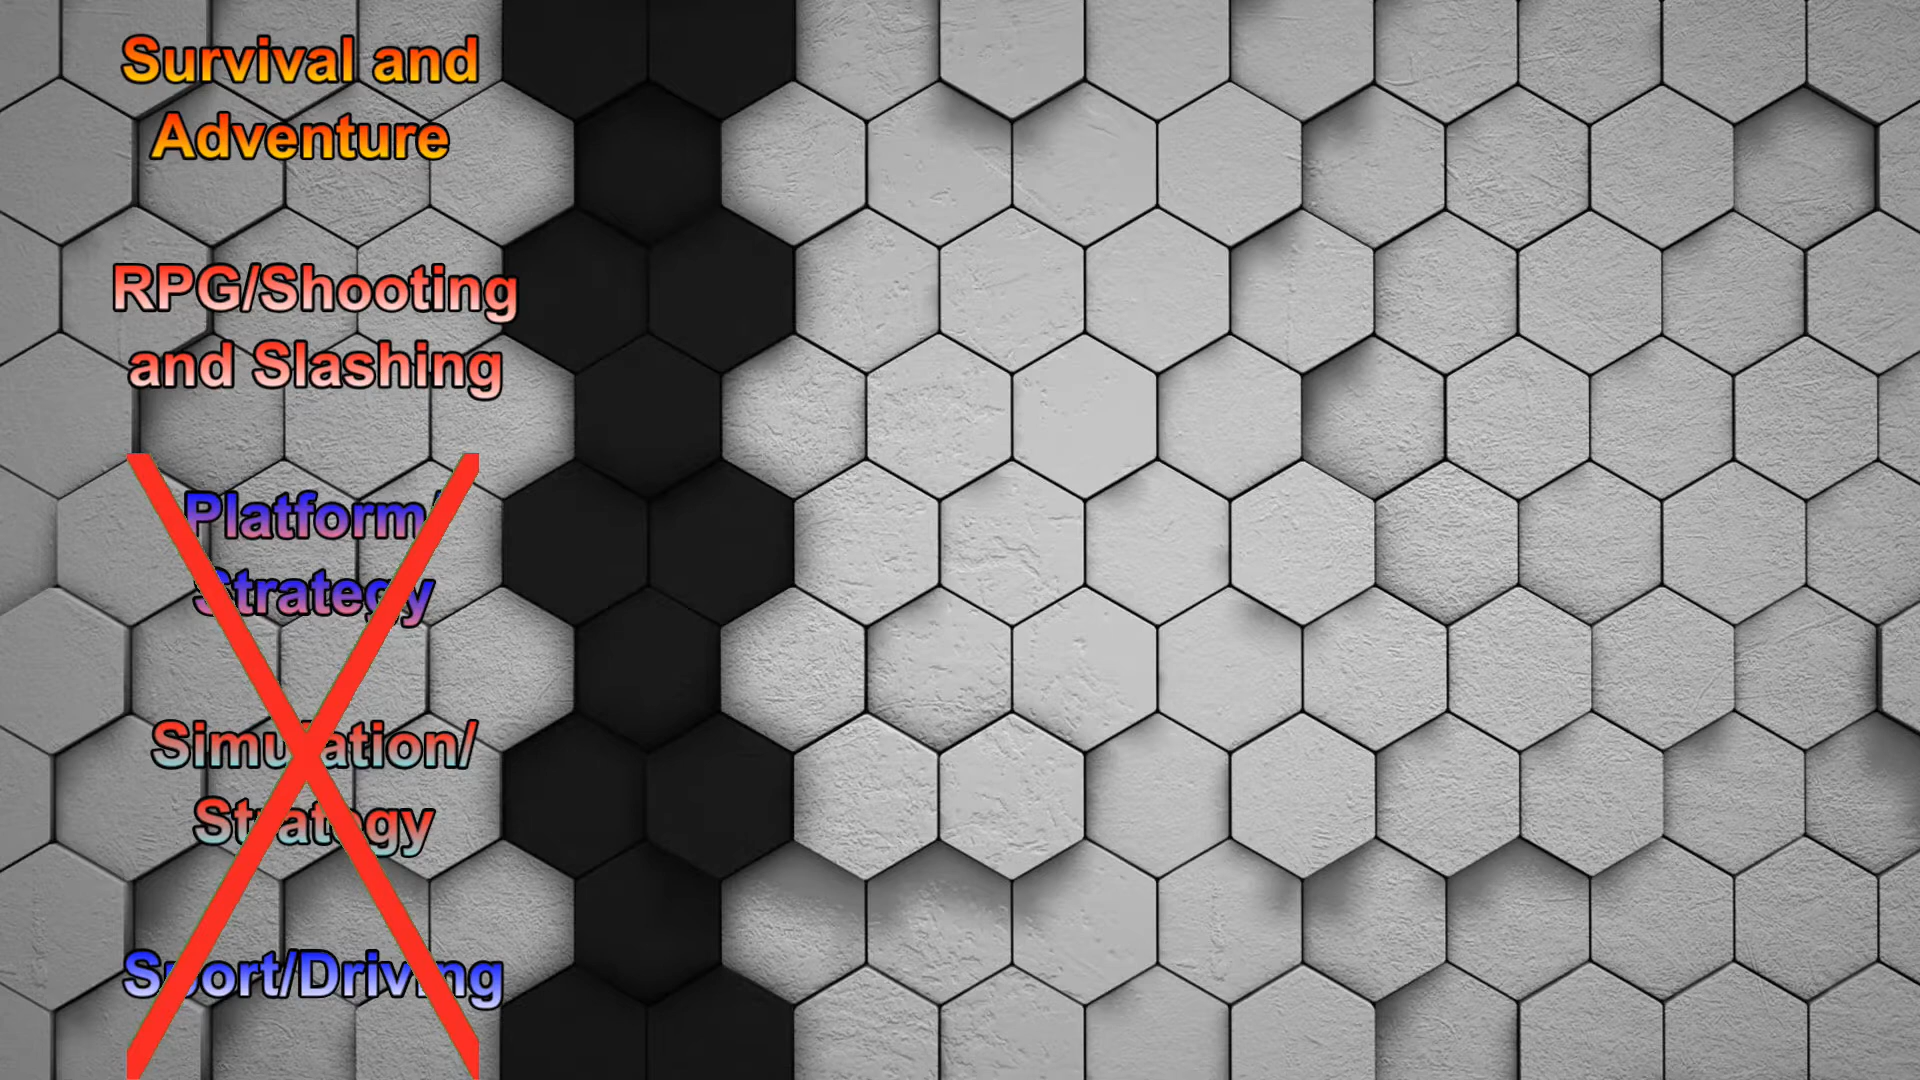 Survival and
Adventure
RPG/Shooting
and Slashing
Platform/
Strategy
Simulation/
Strategy
Sport/Driving